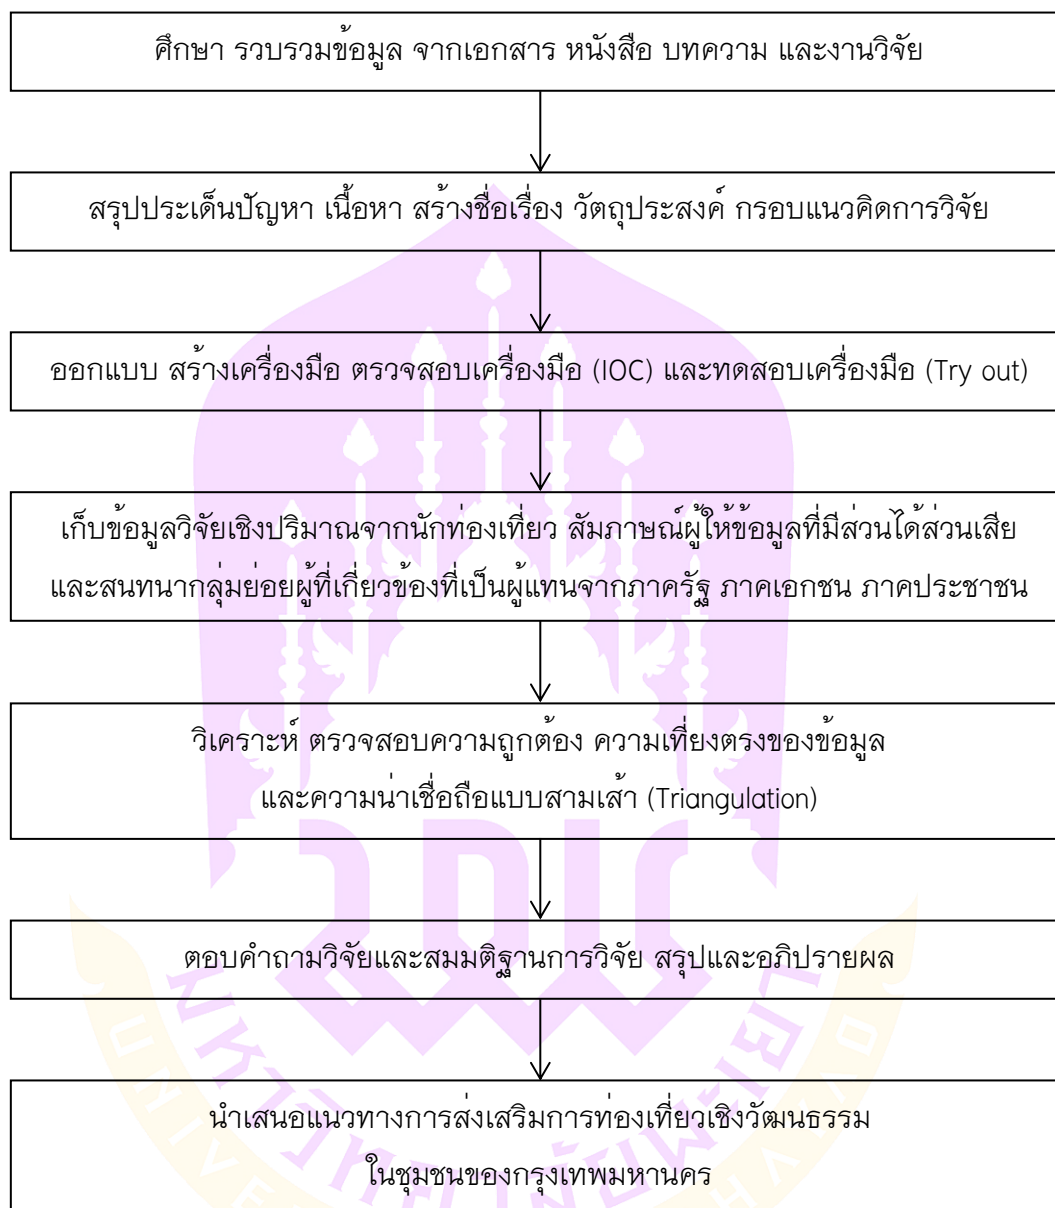 ศึกษา รวบรวมข้อมูล จากเอกสาร หนังสือ บทความ และงานวิจัย
สรุปประเด็นปัญหา เนื้อหา สร้างชื่อเรื่อง วัตถุประสงค์ กรอบแนวคิดการวิจัย
ออกแบบ สร้างเครื่องมือ ตรวจสอบเครื่องมือ (IOC) และทดสอบเครื่องมือ (Try out)
เก็บข้อมูลวิจัยเชิงปริมาณจากนักท่องเที่ยว สัมภาษณ์ผู้ให้ข้อมูลที่มีส่วนได้ส่วนเสีย
และสนทนากลุ่มย่อยผู้ที่เกี่ยวข้องที่เป็นผู้แทนจากภาครัฐ ภาคเอกชน ภาคประชาชน
วิเคราะห์ ตรวจสอบความถูกต้อง ความเที่ยงตรงของข้อมูล
และความน่าเชื่อถือแบบสามเส้า (Triangulation)
ตอบคำถามวิจัยและสมมติฐานการวิจัย สรุปและอภิปรายผล
นำเสนอแนวทางการส่งเสริมการท่องเที่ยวเชิงวัฒนธรรม
ในชุมชนของกรุงเทพมหานคร